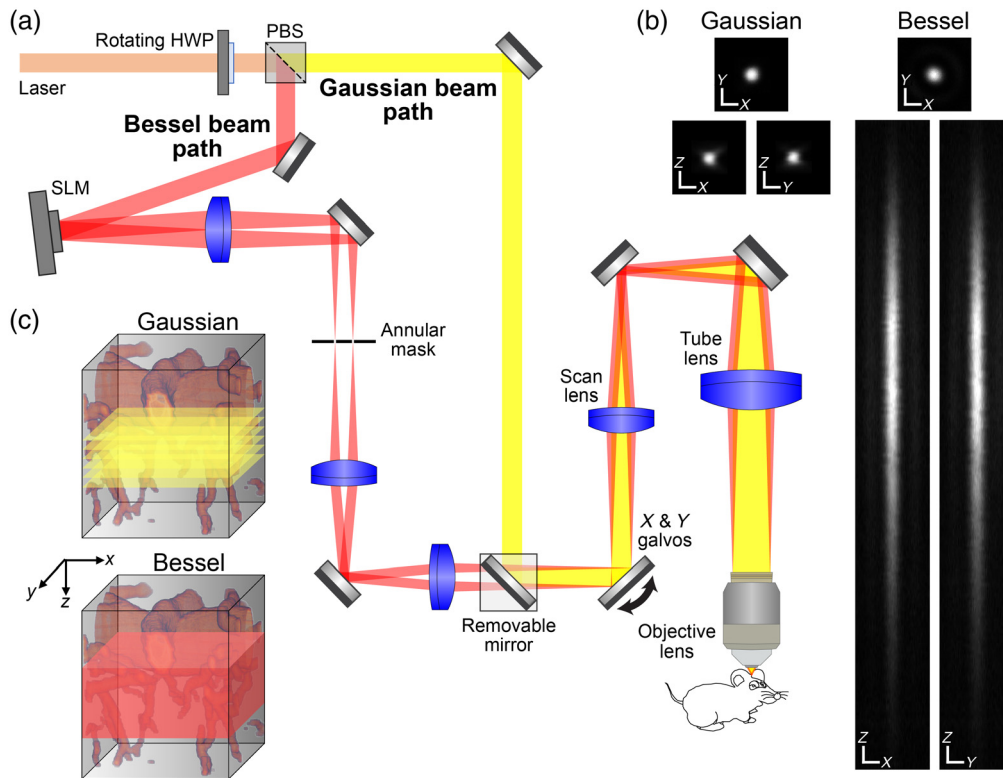 (a)
Rotating HWP
PBS
Laser
Gaussian beam
path
Bessel beam
path
SLM
Annular
mask
Scan
lens
Tube
lens
X & Y
galvos
Removable
mirror
Objective
lens
(b)
Gaussian
Bessel
Y
X
Y
X
Z
X
Z
Y
Z
X
Z
Y
(c)
Gaussian
x
y
z
Bessel